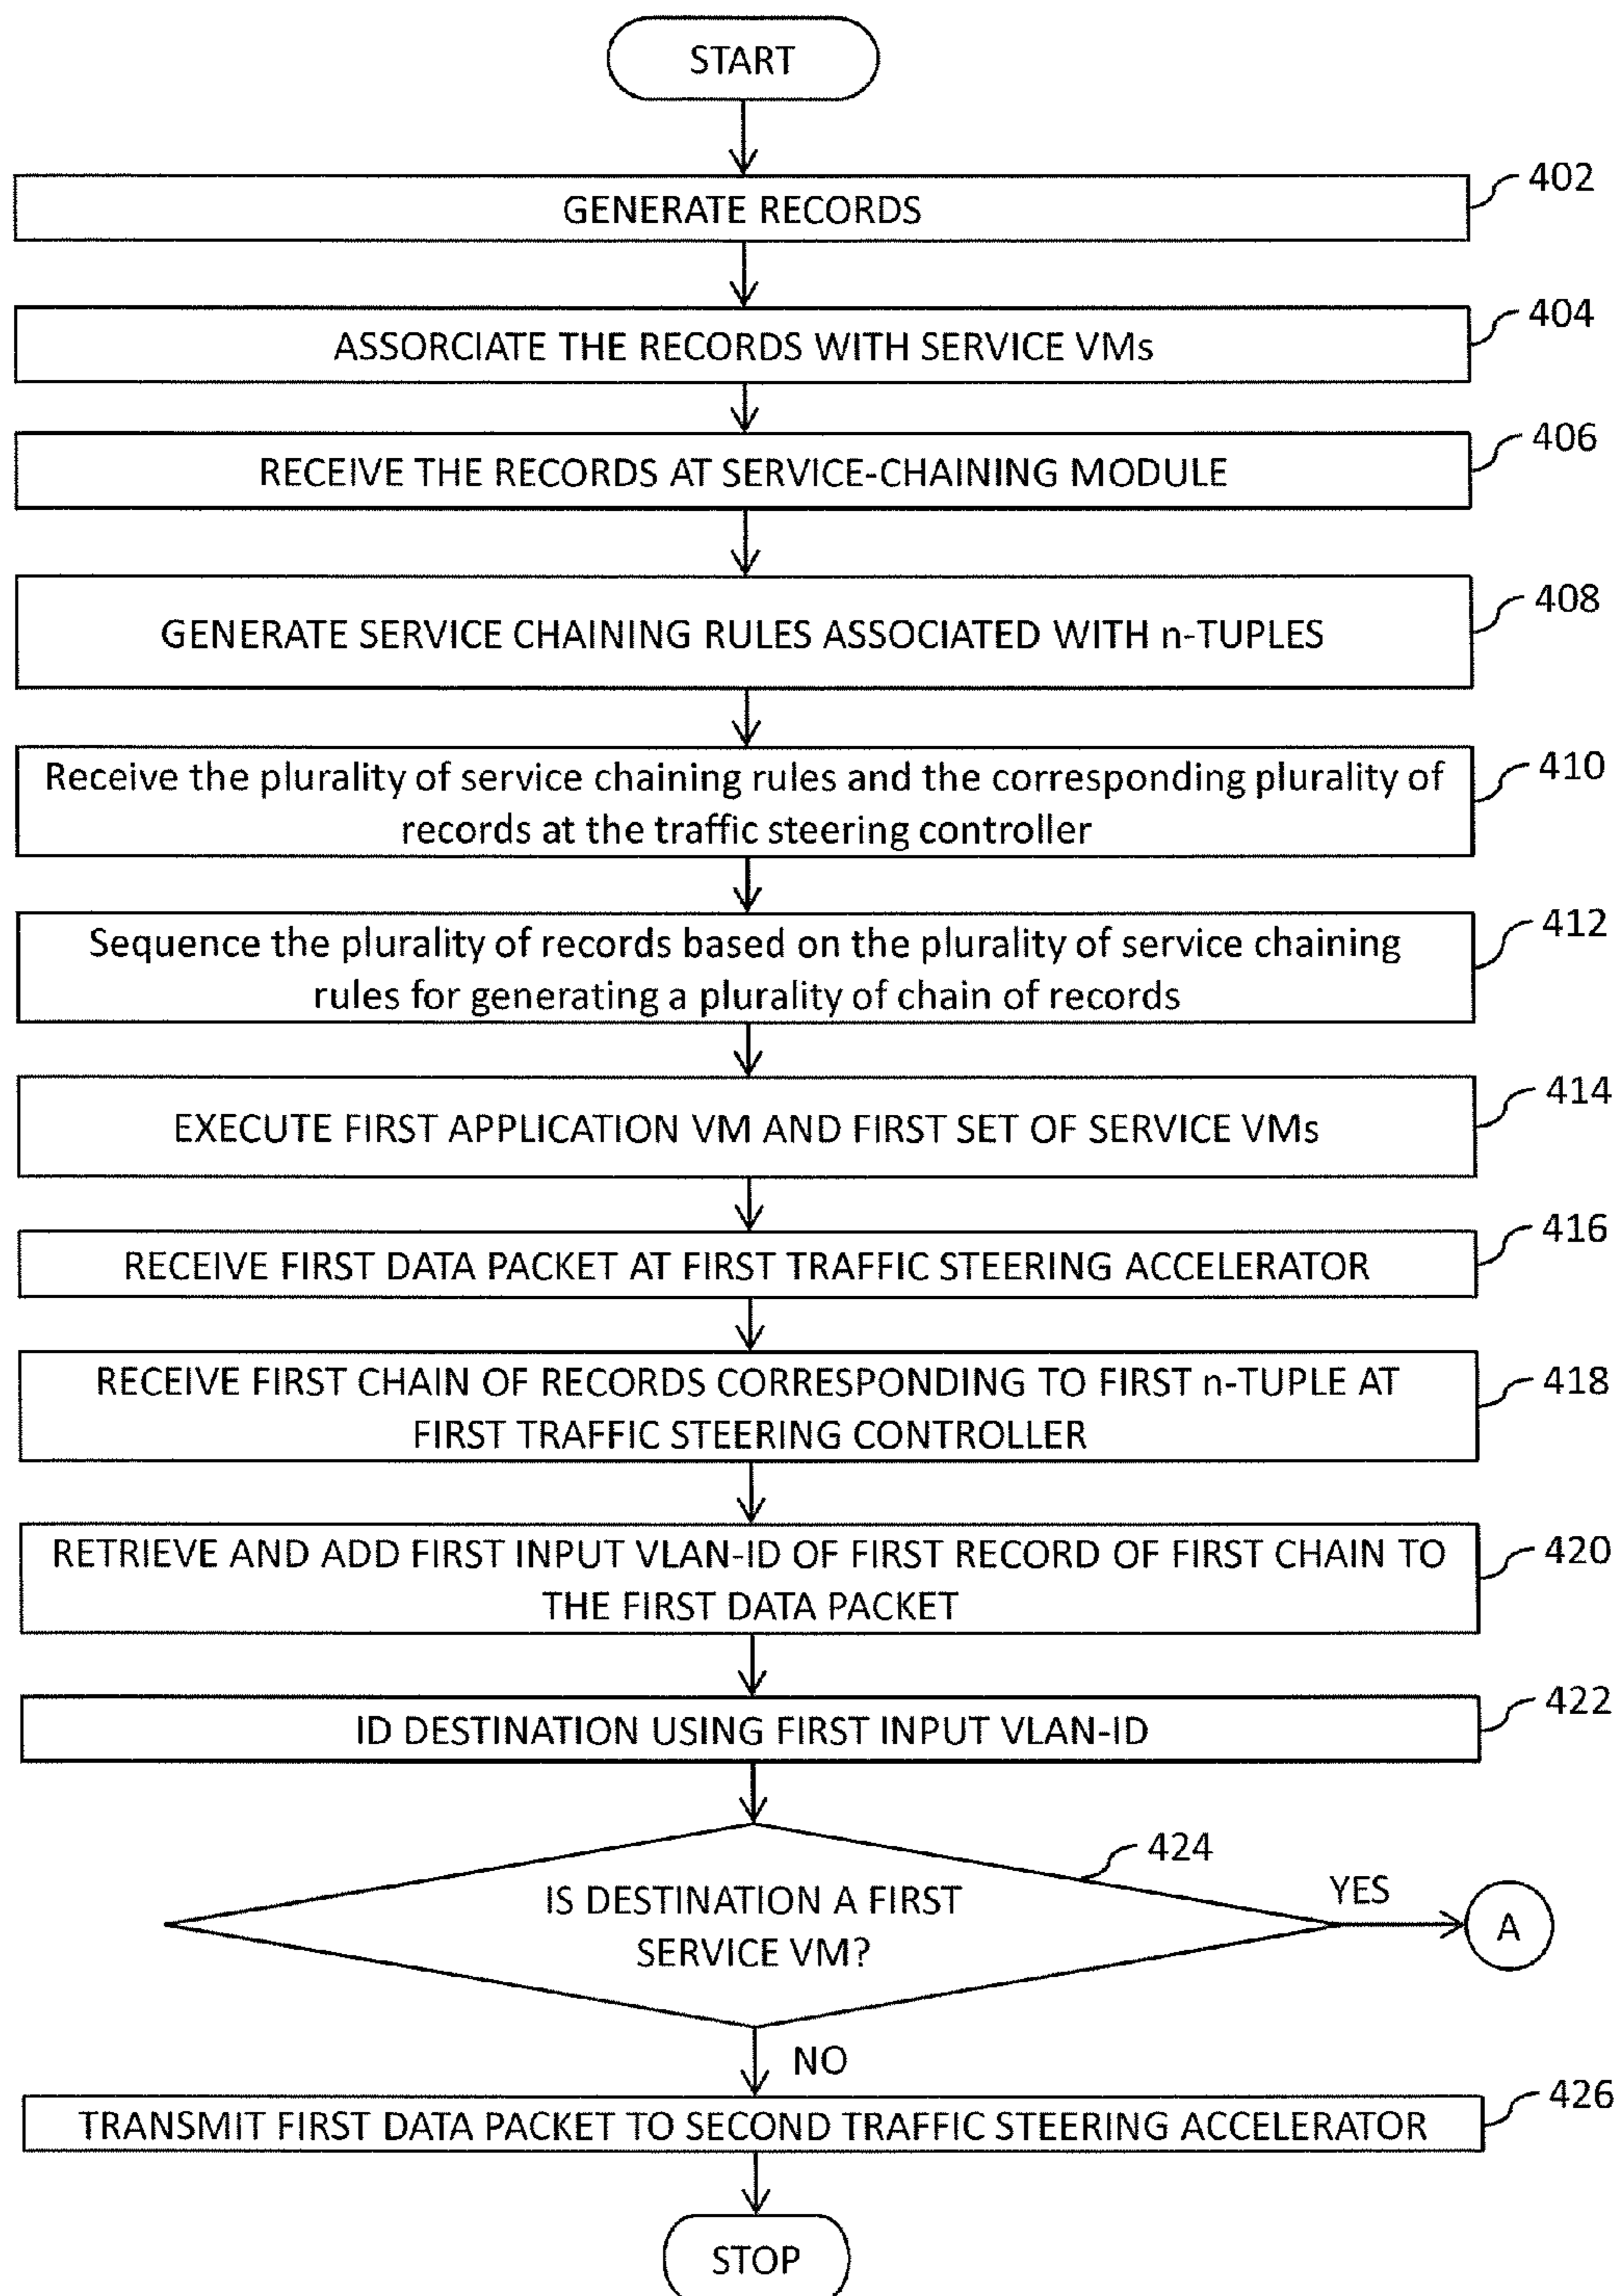 START
GENERATE RECORDS
402
ASSORCIATE THE RECORDS WITH SERVICE VMs
404
RECEIVE THE RECORDS AT SERVICE-CHAINING MODULE
406
GENERATE SERVICE CHAINING RULES ASSOCIATED WITH n-TUPLES
408
Receive the plurality of service chaining rules and the corresponding plurality of
records at the traffic steering controller
410
Sequence the plurality of records based on the plurality of service chaining
rules for generating a plurality of chain of records
412
EXECUTE FIRST APPLICATION VM AND FIRST SET OF SERVICE VMs
414
RECEIVE FIRST DATA PACKET AT FIRST TRAFFIC STEERING ACCELERATOR
416
RECEIVE FIRST CHAIN OF RECORDS CORRESPONDING TO FIRST n-TUPLE AT
FIRST TRAFFIC STEERING CONTROLLER
418
RETRIEVE AND ADD FIRST INPUT VLAN-ID OF FIRST RECORD OF FIRST CHAIN TO
THE FIRST DATA PACKET
420
ID DESTINATION USING FIRST INPUT VLAN-ID
422
IS DESTINATION A FIRST
SERVICE VM?
424
YES
A
NO
TRANSMIT FIRST DATA PACKET TO SECOND TRAFFIC STEERING ACCELERATOR
426
STOP